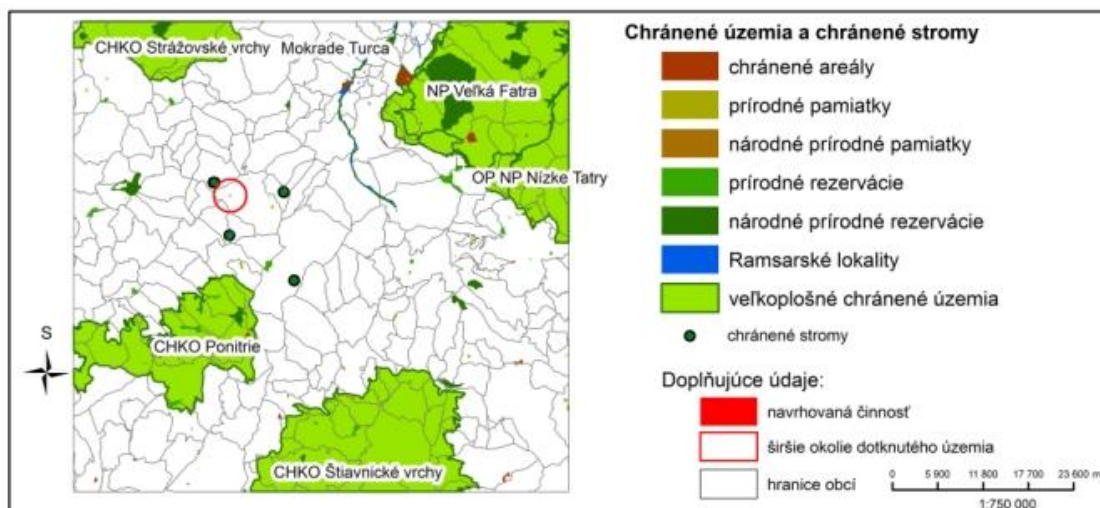 CHKO Strážovské vrchy
Mokrade Turca
NP Veľká Fatra
OP NP Nízke Tatry
CHKO Ponitrie
CHKO Štiavnické vrchy
S
Chránené územia a chránené stromy
chránené areály
prírodné pamiatky
národné prírodné pamiatky
prírodné rezervácie
národné prírodné rezervácie
Ramsarské lokality
veľkoplošné chránené územia
chránené stromy
Doplňujúce údaje:
navrhovaná činnosť
širšie okolie dotknutého územia
hranice obcí
0 5 900 11 800 17 700 23 600 m
1:750 000